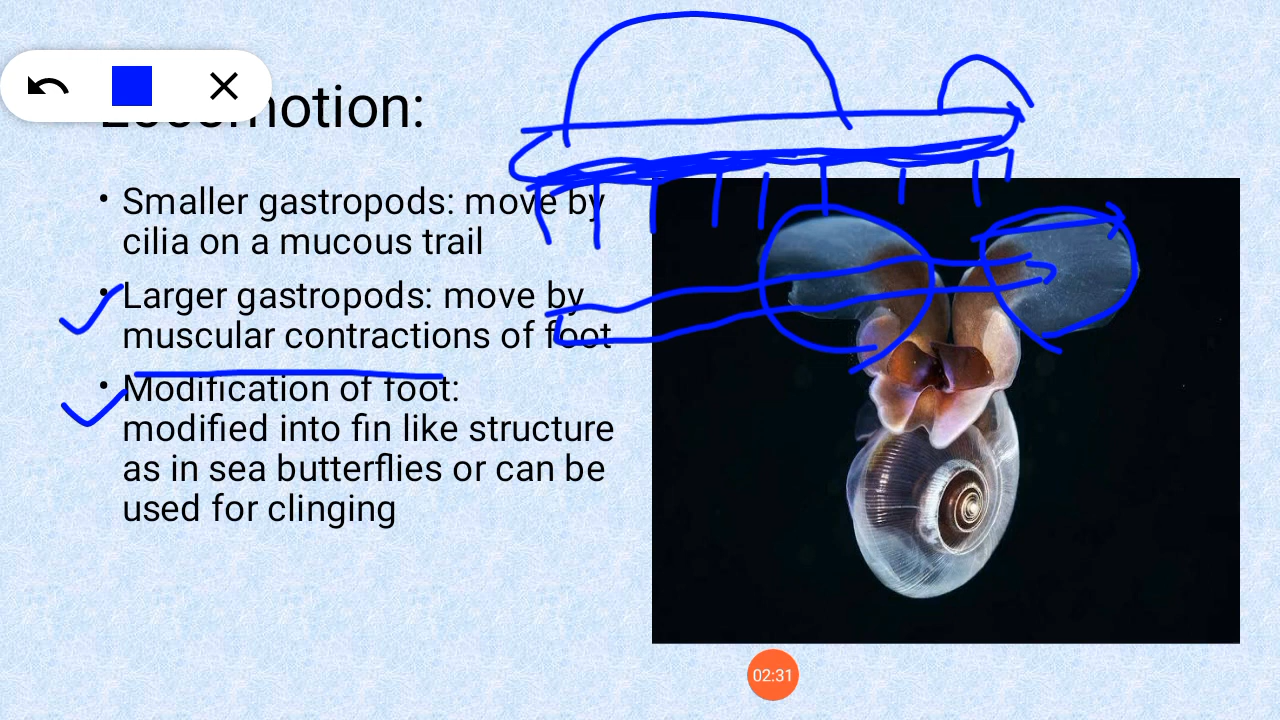 Locomotion:
• Smaller gastropods: move by
cilia on a mucous trail
• Larger gastropods: move by
muscular contractions of foot
• Modification of foot:
modified into fin like structure
as in sea butterflies or can be
used for clinging
02:31